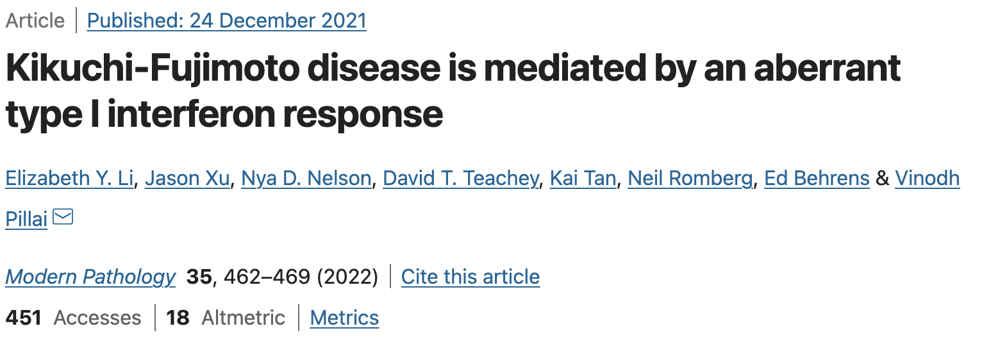 Article | Published: 24 December 2021
Kikuchi-Fujimoto disease is mediated by an aberrant
type I interferon response
Elizabeth Y. Li, Jason Xu, Nya D. Nelson, David T. Teachey, Kai Tan, Neil Romberg, Ed Behrens & Vinodh
Pillai
Modern Pathology 35, 462–469 (2022) | Cite this article
451 Accesses | 18 Altmetric | Metrics